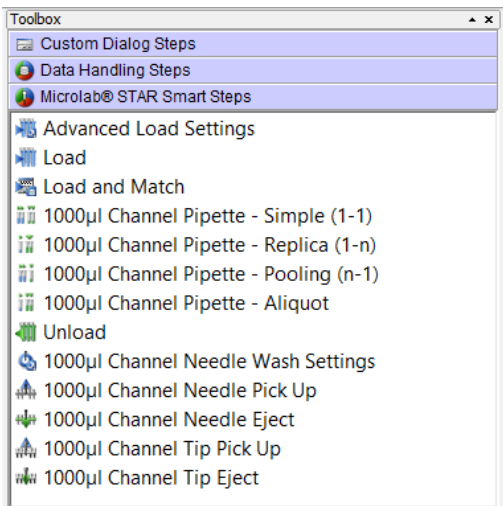 Toolbox
Custom Dialog Steps
Data Handling Steps
Microlab® STAR Smart Steps
Advanced Load Settings
Load
Load and Match
1000µl Channel Pipette - Simple (1-1)
1000µl Channel Pipette - Replica (1-n)
1000µl Channel Pipette - Pooling (n-1)
1000µl Channel Pipette - Aliquot
Unload
1000µl Channel Needle Wash Settings
1000µl Channel Needle Pick Up
1000µl Channel Needle Eject
1000µl Channel Tip Pick Up
1000µl Channel Tip Eject